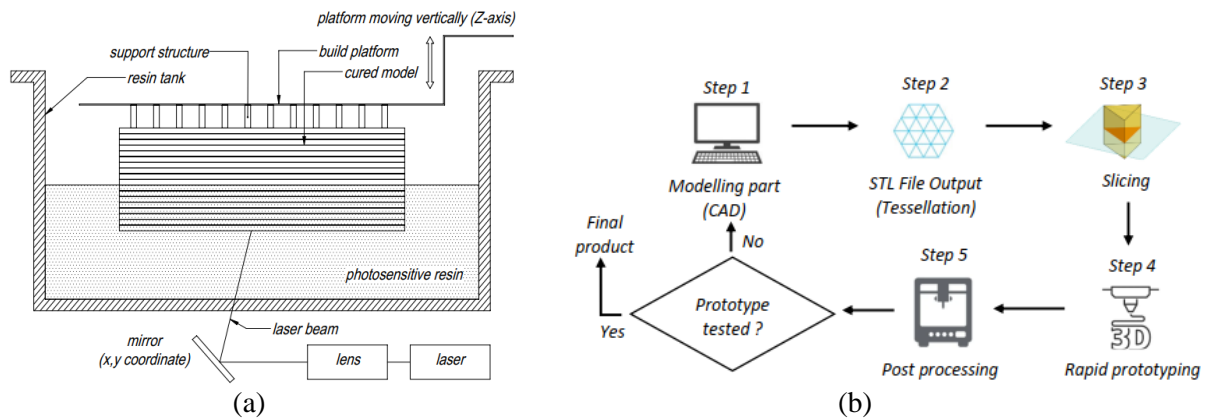 platform moving vertically (Z-axis)
support structure
build platform
resin tank
cured model
photosensitive resin
laser beam
mirror
(x,y coordinate)
lens
laser
(a)
Step 1
Modelling part
(CAD)
Step 2
STL File Output
(Tessellation)
Step 3
Slicing
Step 4
3D
Rapid prototyping
Step 5
Post processing
Prototype
tested ?
No
Yes
Final
product
(b)